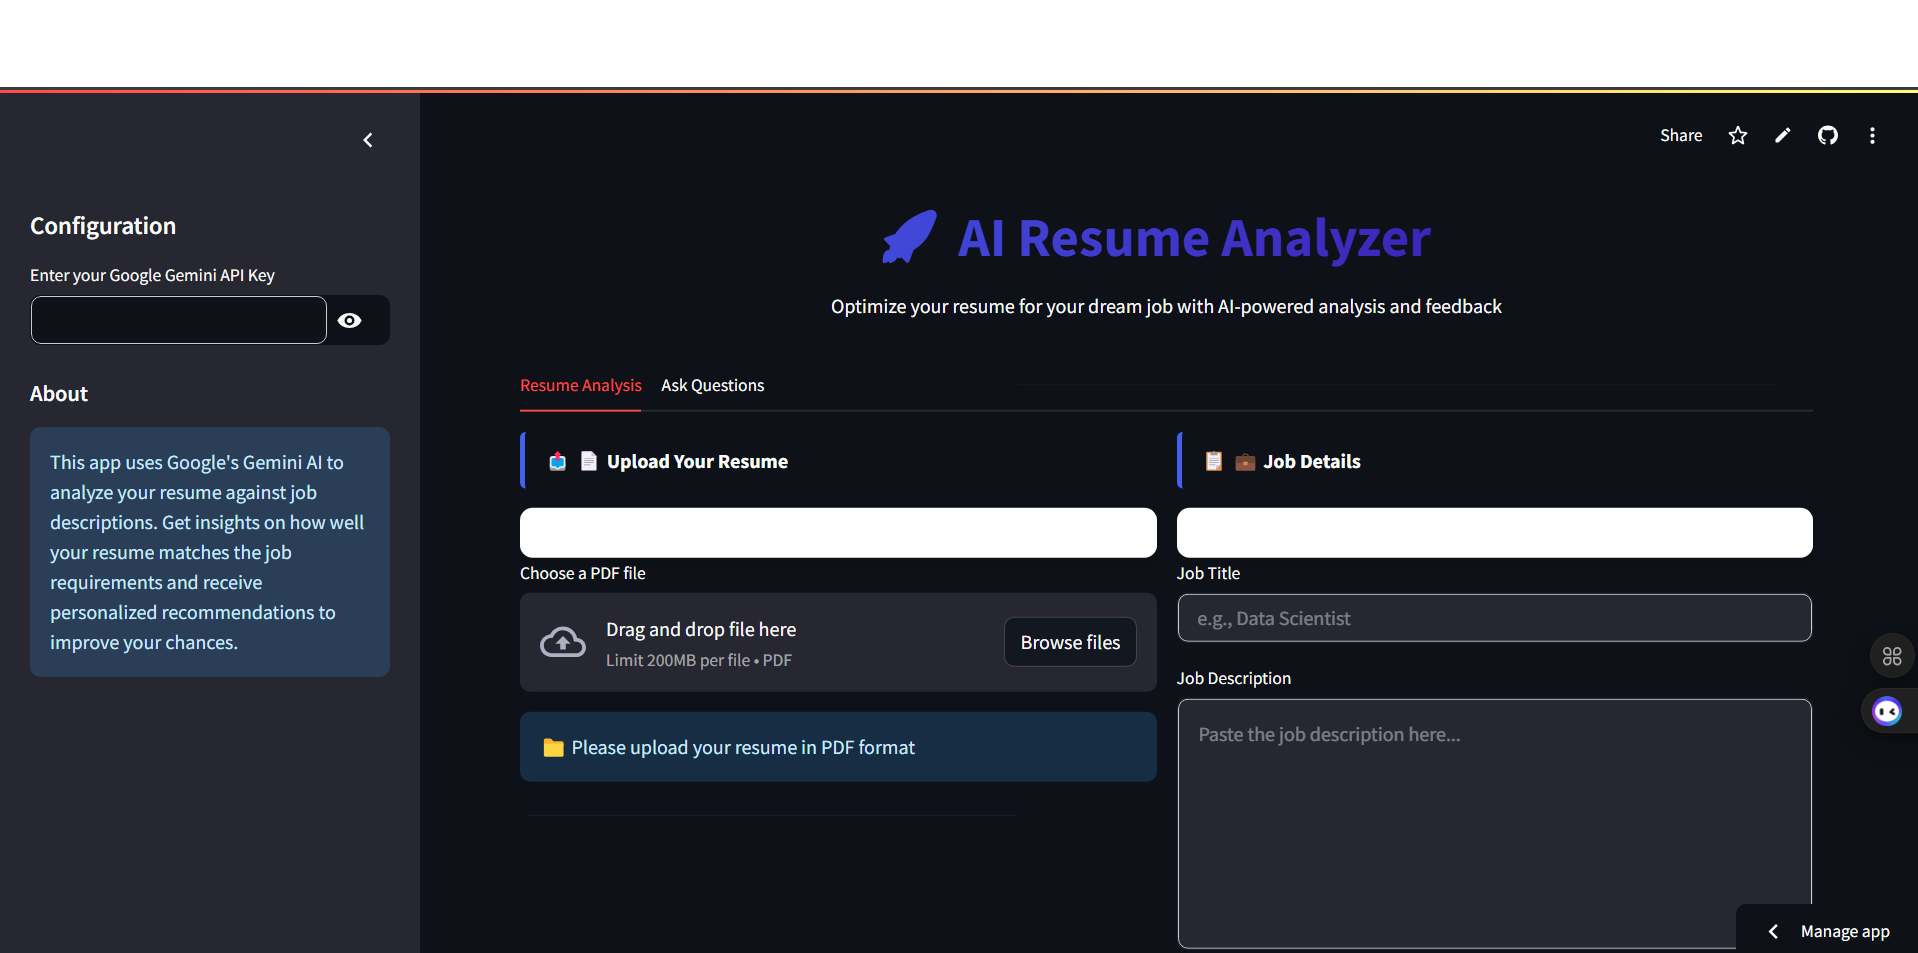 Share
Configuration
Enter your Google Gemini API Key
About
This app uses Google's Gemini AI to
analyze your resume against job
descriptions. Get insights on how well
your resume matches the job
requirements and receive
personalized recommendations to
improve your chances.
AI Resume Analyzer
Optimize your resume for your dream job with AI-powered analysis and feedback
Resume Analysis
Ask Questions
Upload Your Resume
Choose a PDF file
Drag and drop file here
Limit 200MB per file • PDF
Browse files
Please upload your resume in PDF format
Job Details
Job Title
e.g., Data Scientist
Job Description
Paste the job description here...
Manage app